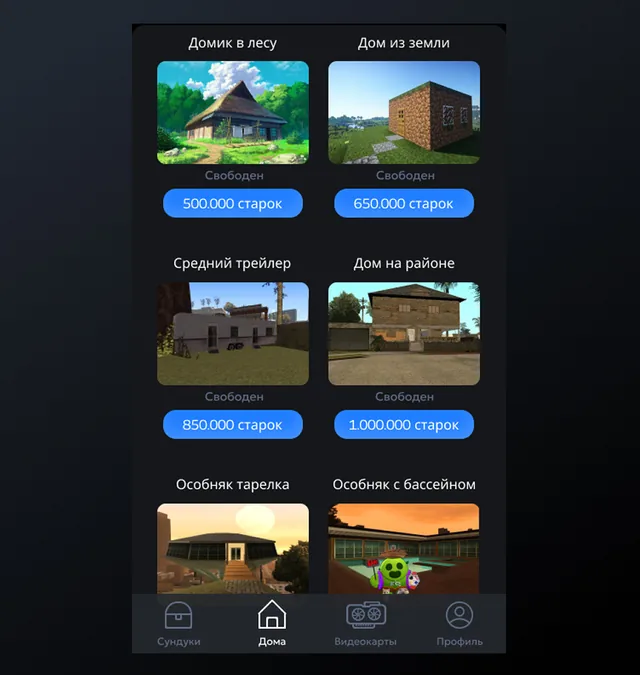 Домик в лесу
Дом из земли
Свободен
Свободен
500.000 старок
650.000 старок
Средний трейлер
Дом на районе
Свободен
Свободен
850.000 старок
1.000.000 старок
Особняк тарелка
Особняк с бассейном
Сундуки
Дома
Видеокарты
Профиль